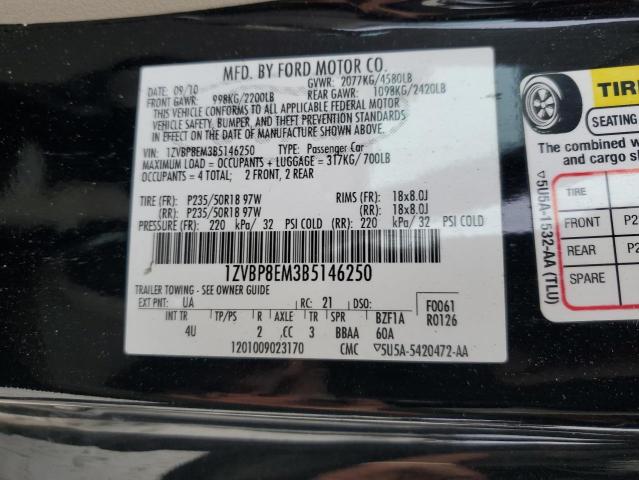 MFD. BY FORD MOTOR CO.
DATE: 09/10 GVWR: 2077KG/4580LB
FRONT GAWR: 998KG/2200LB REAR GAWR: 1098KG/2420LB
THIS VEHICLE CONFORMS TO ALL APPLICABLE FEDERAL MOTOR
VEHICLE SAFETY, BUMPER, AND THEFT PREVENTION STANDARDS
IN EFFECT ON THE DATE OF MANUFACTURE SHOWN ABOVE.
VIN: 1ZVBP8EM3B5146250 TYPE: Passenger Car
MAXIMUM LOAD = OCCUPANTS + LUGGAGE = 317KG/700LB
OCCUPANTS = 4 TOTAL: 2 FRONT, 2 REAR
TIRE (F): P235/50R18 97W RIMS (F): 18x8.0J
(R): P235/50R18 97W (R): 18x8.0J
PRESSURE (F): 220 kPa/ 32 PSI COLD (R): 220 kPa/ 32 PSI COLD
1ZVBP8EM3B5146250
TRAILER TOWING - SEE OWNER GUIDE
EXT PNT: UA RC: 21 DSO: F0061
INT TR TP/PS R AXLE TR SPR BZF1A R0126
4U 2 .CC 3 BBAA 60A
1201009023170 CMC ▽5U5A-5420472-AA
TIRE
SEATING
The combined w
and cargo s
TIRE
FRONT P2
REAR P2
SPARE
▽5U5A-1532-AA (TLU)